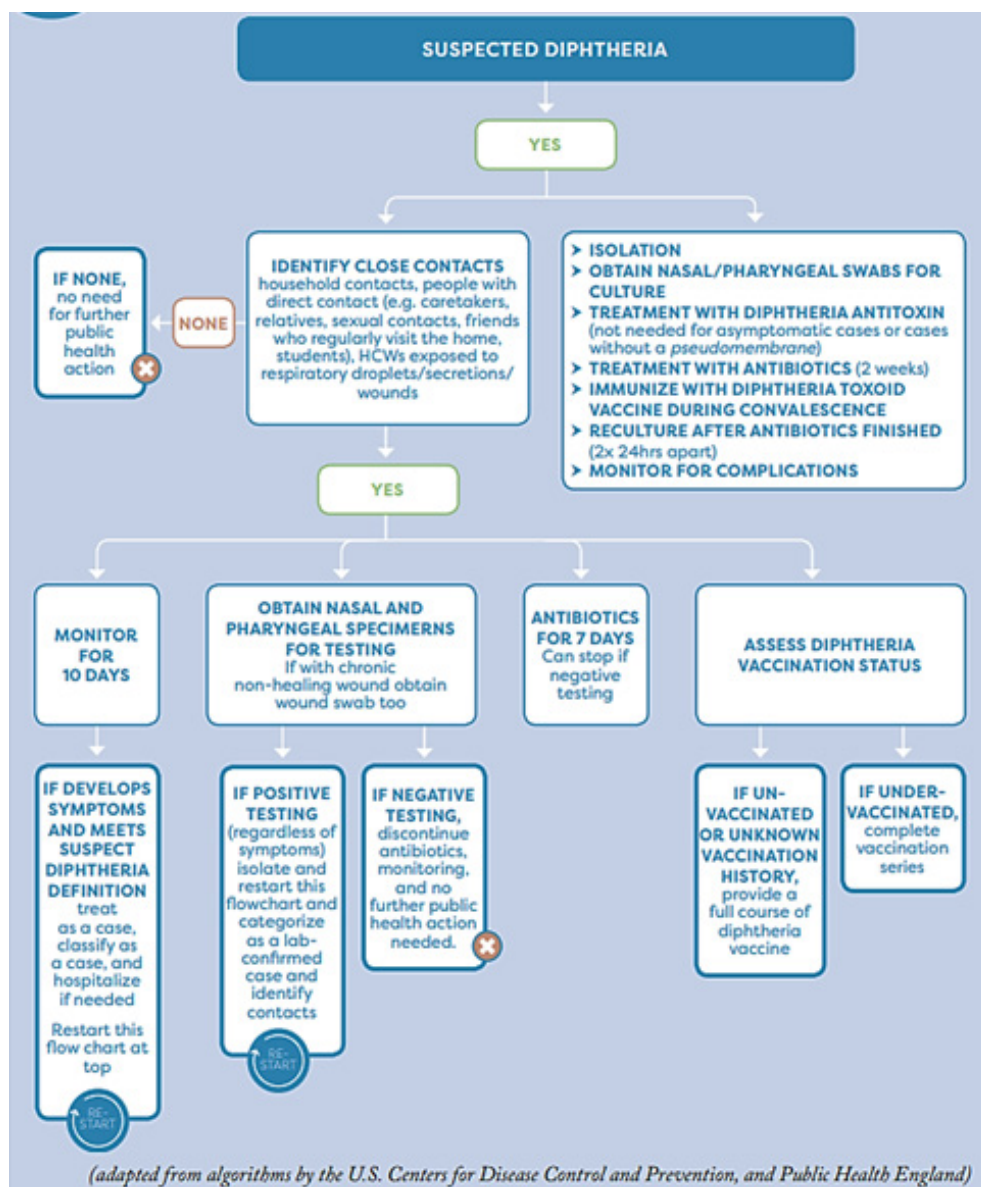 SUSPECTED DIPHTHERIA
YES
IF NONE,
no need
for further
public
health
action
NONE
IDENTIFY CLOSE CONTACTS
household contacts, people with
direct contact (e.g. caretakers,
relatives, sexual contacts, friends
who regularly visit the home,
students), HCWs exposed to
respiratory droplets/secretions/
wounds
➤ ISOLATION
➤ OBTAIN NASAL/PHARYNGEAL SWABS FOR
CULTURE
➤ TREATMENT WITH DIPHTHERIA ANTITOXIN
(not needed for asymptomatic cases or cases
without a pseudomembrane)
➤ TREATMENT WITH ANTIBIOTICS (2 weeks)
➤ IMMUNIZE WITH DIPHTHERIA TOXOID
VACCINE DURING CONVALESCENCE
➤ RECULTURE AFTER ANTIBIOTICS FINISHED
(2x 24hrs apart)
➤ MONITOR FOR COMPLICATIONS
YES
MONITOR
FOR
10 DAYS
OBTAIN NASAL AND
PHARYNGEAL SPECIMERNS
FOR TESTING
If with chronic
non-healing wound obtain
wound swab too
ANTIBIOTICS
FOR 7 DAYS
Can stop if
negative
testing
ASSESS DIPHTHERIA
VACCINATION STATUS
IF DEVELOPS
SYMPTOMS
AND MEETS
SUSPECT
DIPHTHERIA
DEFINITION
treat
as a case,
classify as
a case, and
hospitalize
if needed
Restart this
flow chart at
top
RE-
START
IF POSITIVE
TESTING
(regardless of
symptoms)
isolate and
restart this
flowchart and
categorize
as a lab-
confirmed
case and
identify
contacts
RE-
START
IF NEGATIVE
TESTING,
discontinue
antibiotics,
monitoring,
and no
further public
health action
needed.
IF UN-
VACCINATED
OR UNKNOWN
VACCINATION
HISTORY,
provide a
full course of
diphtheria
vaccine
IF UNDER-
VACCINATED,
complete
vaccination
series
(adapted from algorithms by the U.S. Centers for Disease Control and Prevention, and Public Health England)